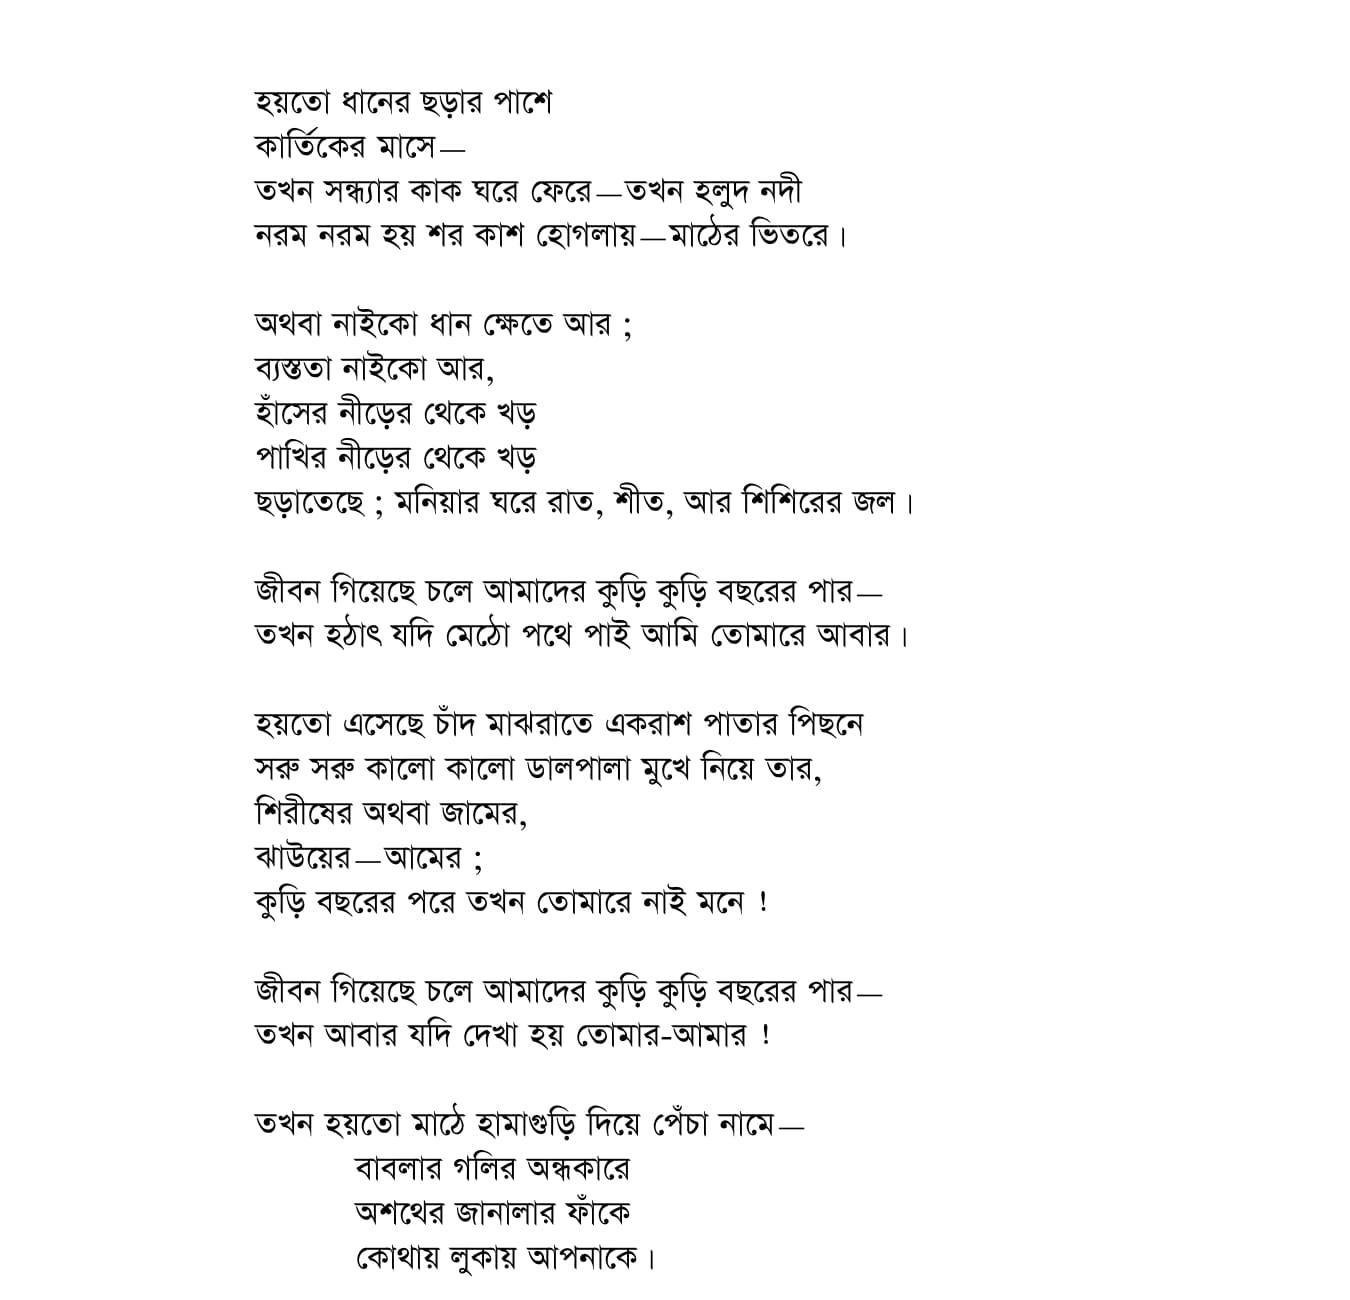 হয়তো ধানের ছড়ার পাশে
কার্তিকের মাসে—
তখন সন্ধ্যার কাক ঘরে ফেরে—তখন হলুদ নদী
নরম নরম হয় শর কাশ হোগলায়—মাঠের ভিতরে।
অথবা নাইকো ধান ক্ষেতে আর ;
ব্যস্ততা নাইকো আর,
হাঁসের নীড়ের থেকে খড়
পাখির নীড়ের থেকে খড়
ছড়াতেছে ; মনিয়ার ঘরে রাত, শীত, আর শিশিরের জল।
জীবন গিয়েছে চলে আমাদের কুড়ি কুড়ি বছরের পার—
তখন হঠাৎ যদি মেঠো পথে পাই আমি তোমারে আবার।
হয়তো এসেছে চাঁদ মাঝরাতে একরাশ পাতার পিছনে
সরু সরু কালো কালো ডালপালা মুখে নিয়ে তার,
শিরীষের অথবা জামের,
ঝাউয়ের—আমের ;
কুড়ি বছরের পরে তখন তোমারে নাই মনে !
জীবন গিয়েছে চলে আমাদের কুড়ি কুড়ি বছরের পার—
তখন আবার যদি দেখা হয় তোমার-আমার !
তখন হয়তো মাঠে হামাগুড়ি দিয়ে পেঁচা নামে—
বাবলার গলির অন্ধকারে
অশথের জানালার ফাঁকে
কোথায় লুকায় আপনাকে।